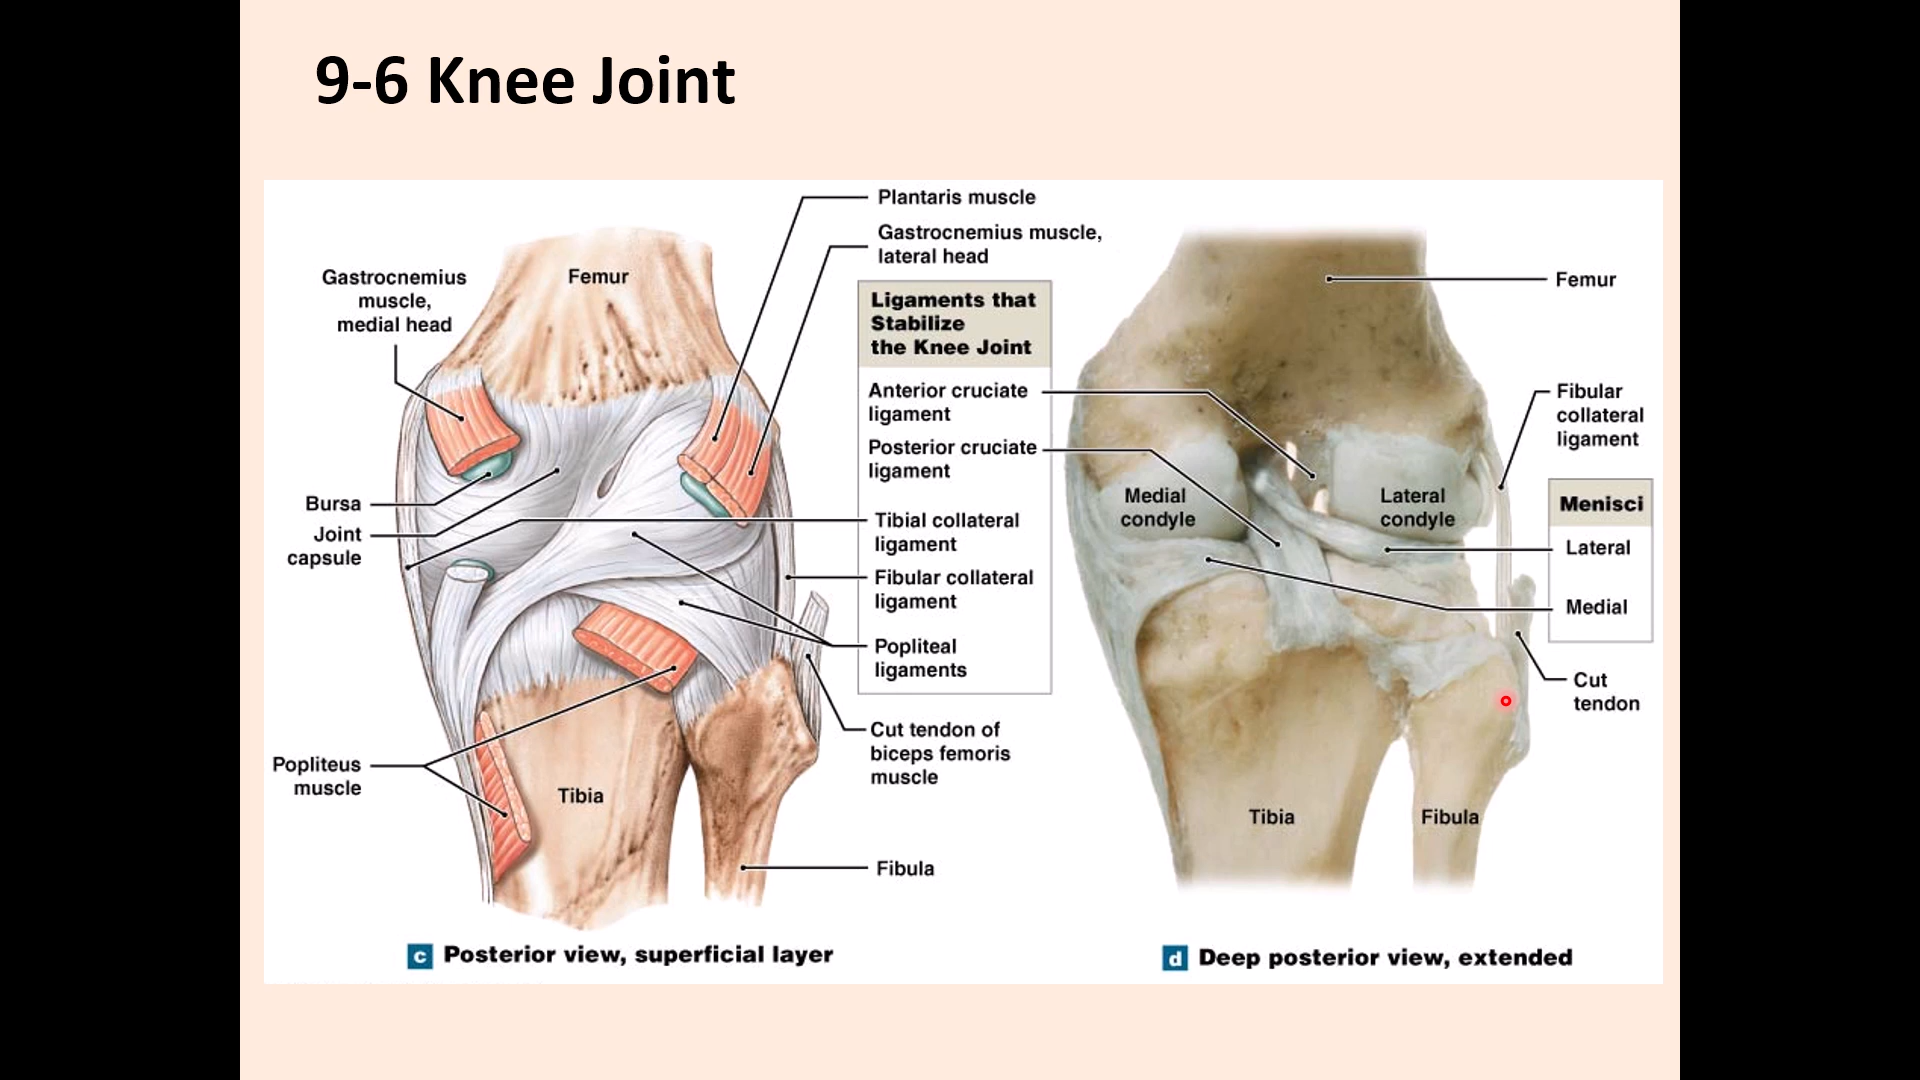 9-6 Knee Joint
Plantaris muscle
Gastrocnemius muscle,
lateral head
Gastrocnemius
muscle,
medial head
Femur
Bursa
Joint
capsule
Popliteus
muscle
Tibia
Ligaments that
Stabilize
the Knee Joint
Anterior cruciate
ligament
Posterior cruciate
ligament
Tibial collateral
ligament
Fibular collateral
ligament
Popliteal
ligaments
Cut tendon of
biceps femoris
muscle
Fibula
c Posterior view, superficial layer
Femur
Fibular
collateral
ligament
Medial
condyle
Lateral
condyle
Menisci
Lateral
Medial
Cut
tendon
Tibia
Fibula
d Deep posterior view, extended